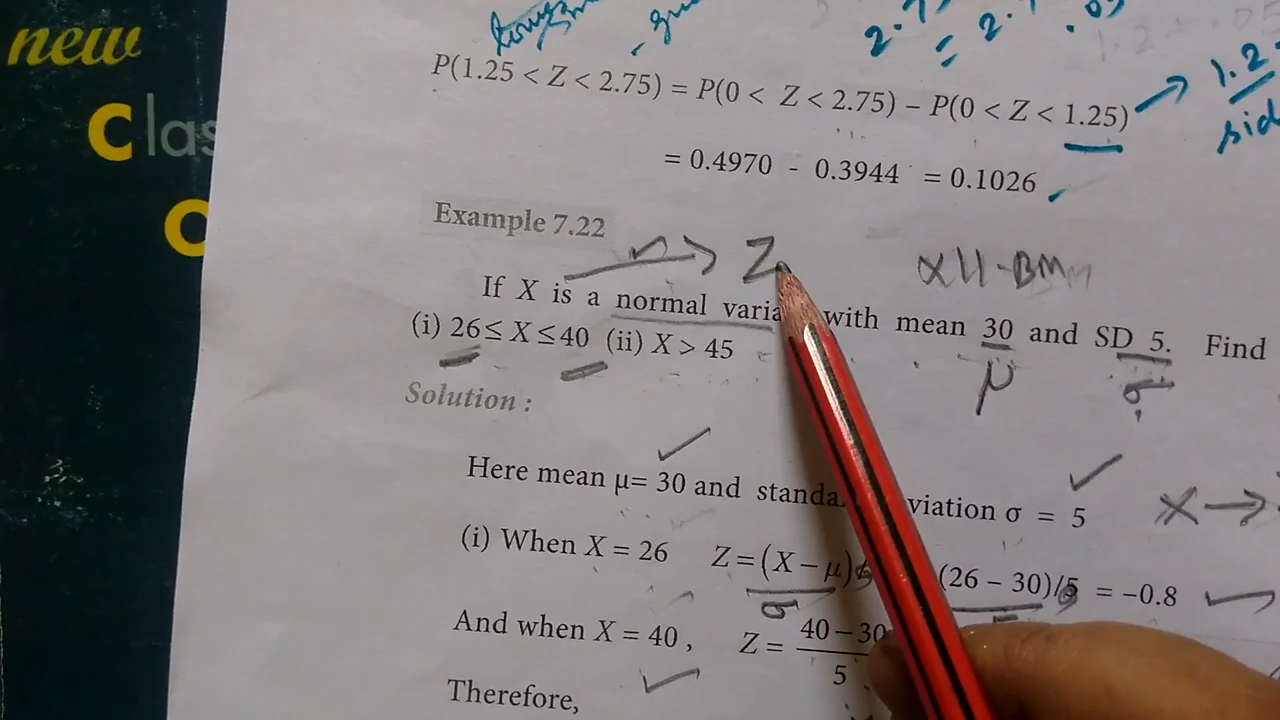 new
Clas
P(1.25 < Z < 2.75) = P(0 < Z < 2.75) − P(0 < Z < 1.25) → 1.2
= 0.4970 - 0.3944 = 0.1026
Example 7.22
→ Z XII-BM
If X is a normal varia with mean 30 and SD 5. Find
(i) 26 ≤ X ≤ 40 (ii) X > 45
μ σ
Solution :
Here mean μ= 30 and standa viation σ = 5
X →
(i) When X = 26 Z = (X − μ) (26 − 30)/5 = −0.8
σ
And when X = 40 , Z = 40 − 30
5
Therefore,